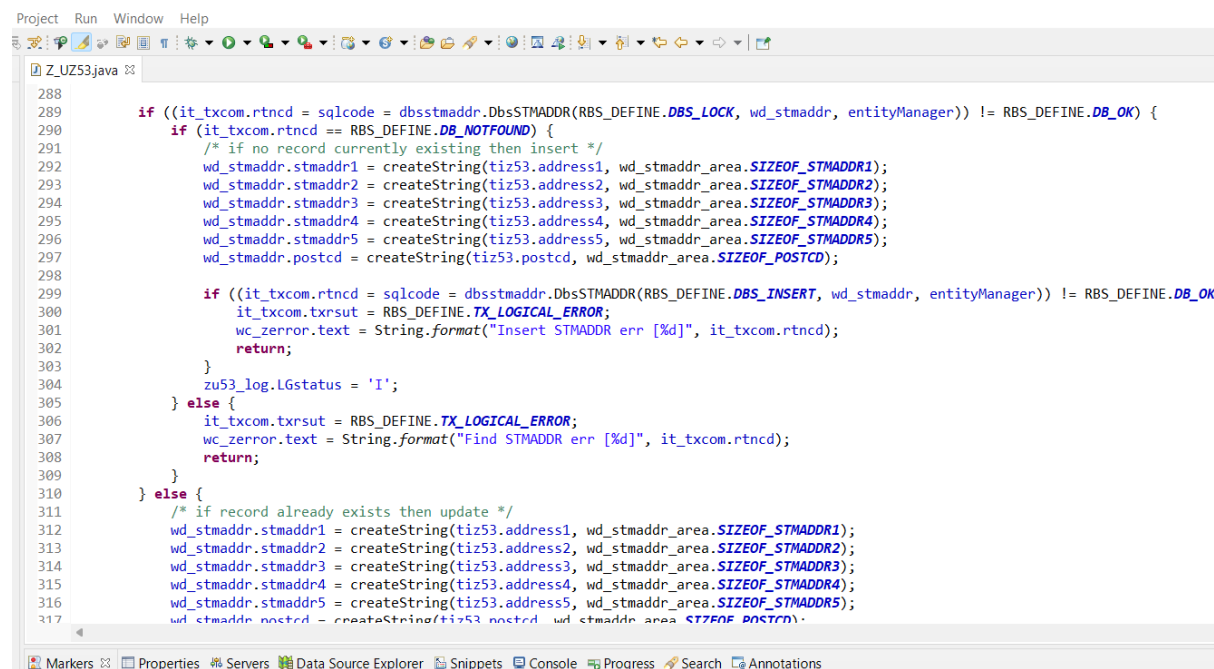 Project Run Window Help
Z_UZ53.java
288
289 if ((it_txcom.rtncd = sqlcode = dbsstmaddr.DbsSTMADDR(RBS_DEFINE.DBS_LOCK, wd_stmaddr, entityManager)) != RBS_DEFINE.DB_OK) {
290 if (it_txcom.rtncd == RBS_DEFINE.DB_NOTFOUND) {
291 /* if no record currently existing then insert */
292 wd_stmaddr.stmaddr1 = createString(tiz53.address1, wd_stmaddr_area.SIZEOF_STMADDR1);
293 wd_stmaddr.stmaddr2 = createString(tiz53.address2, wd_stmaddr_area.SIZEOF_STMADDR2);
294 wd_stmaddr.stmaddr3 = createString(tiz53.address3, wd_stmaddr_area.SIZEOF_STMADDR3);
295 wd_stmaddr.stmaddr4 = createString(tiz53.address4, wd_stmaddr_area.SIZEOF_STMADDR4);
296 wd_stmaddr.stmaddr5 = createString(tiz53.address5, wd_stmaddr_area.SIZEOF_STMADDR5);
297 wd_stmaddr.postcd = createString(tiz53.postcd, wd_stmaddr_area.SIZEOF_POSTCD);
298
299 if ((it_txcom.rtncd = sqlcode = dbsstmaddr.DbsSTMADDR(RBS_DEFINE.DBS_INSERT, wd_stmaddr, entityManager)) != RBS_DEFINE.DB_OK
300 it_txcom.txrsut = RBS_DEFINE.TX_LOGICAL_ERROR;
301 wc_zerror.text = String.format("Insert STMADDR err [%d]", it_txcom.rtncd);
302 return;
303 }
304 zu53_log.LGstatus = 'I';
305 } else {
306 it_txcom.txrsut = RBS_DEFINE.TX_LOGICAL_ERROR;
307 wc_zerror.text = String.format("Find STMADDR err [%d]", it_txcom.rtncd);
308 return;
309 }
310 } else {
311 /* if record already exists then update */
312 wd_stmaddr.stmaddr1 = createString(tiz53.address1, wd_stmaddr_area.SIZEOF_STMADDR1);
313 wd_stmaddr.stmaddr2 = createString(tiz53.address2, wd_stmaddr_area.SIZEOF_STMADDR2);
314 wd_stmaddr.stmaddr3 = createString(tiz53.address3, wd_stmaddr_area.SIZEOF_STMADDR3);
315 wd_stmaddr.stmaddr4 = createString(tiz53.address4, wd_stmaddr_area.SIZEOF_STMADDR4);
316 wd_stmaddr.stmaddr5 = createString(tiz53.address5, wd_stmaddr_area.SIZEOF_STMADDR5);
317 wd_stmaddr.postcd = createString(tiz53.postcd, wd_stmaddr_area.SIZEOF_POSTCD);
Markers Properties Servers Data Source Explorer Snippets Console Progress Search Annotations